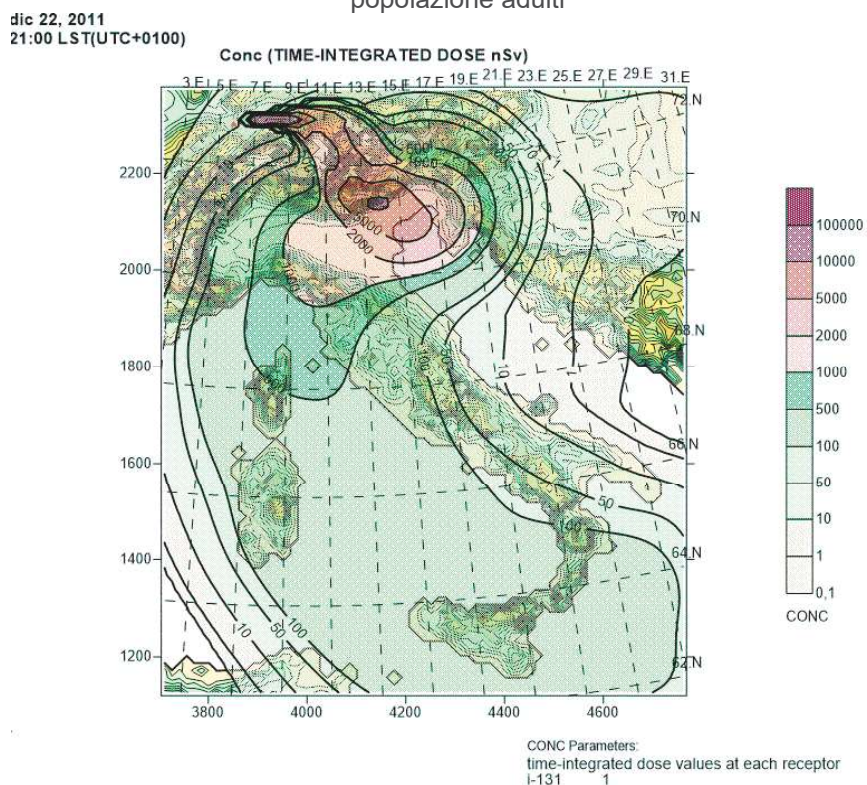 popolazione adulti
dic 22, 2011
21:00 LST(UTC+0100)
Conc (TIME-INTEGRATED DOSE nSv)
3.E 5.E 7.E 9.E 11.E 13.E 15.E 17.E 19.E 21.E 23.E 25.E 27.E 29.E 31.E
72.N
2200
70.N
5000
2000
2000
100000
10000
5000
68.N
2000
1800
1000
10
1
500
100
66.N
1600
50
10
50
100
1
1400
64.N
0,1
CONC
100
50
10
1200
62.N
3800 4000 4200 4400 4600
CONC Parameters:
time-integrated dose values at each receptor
i-131 1